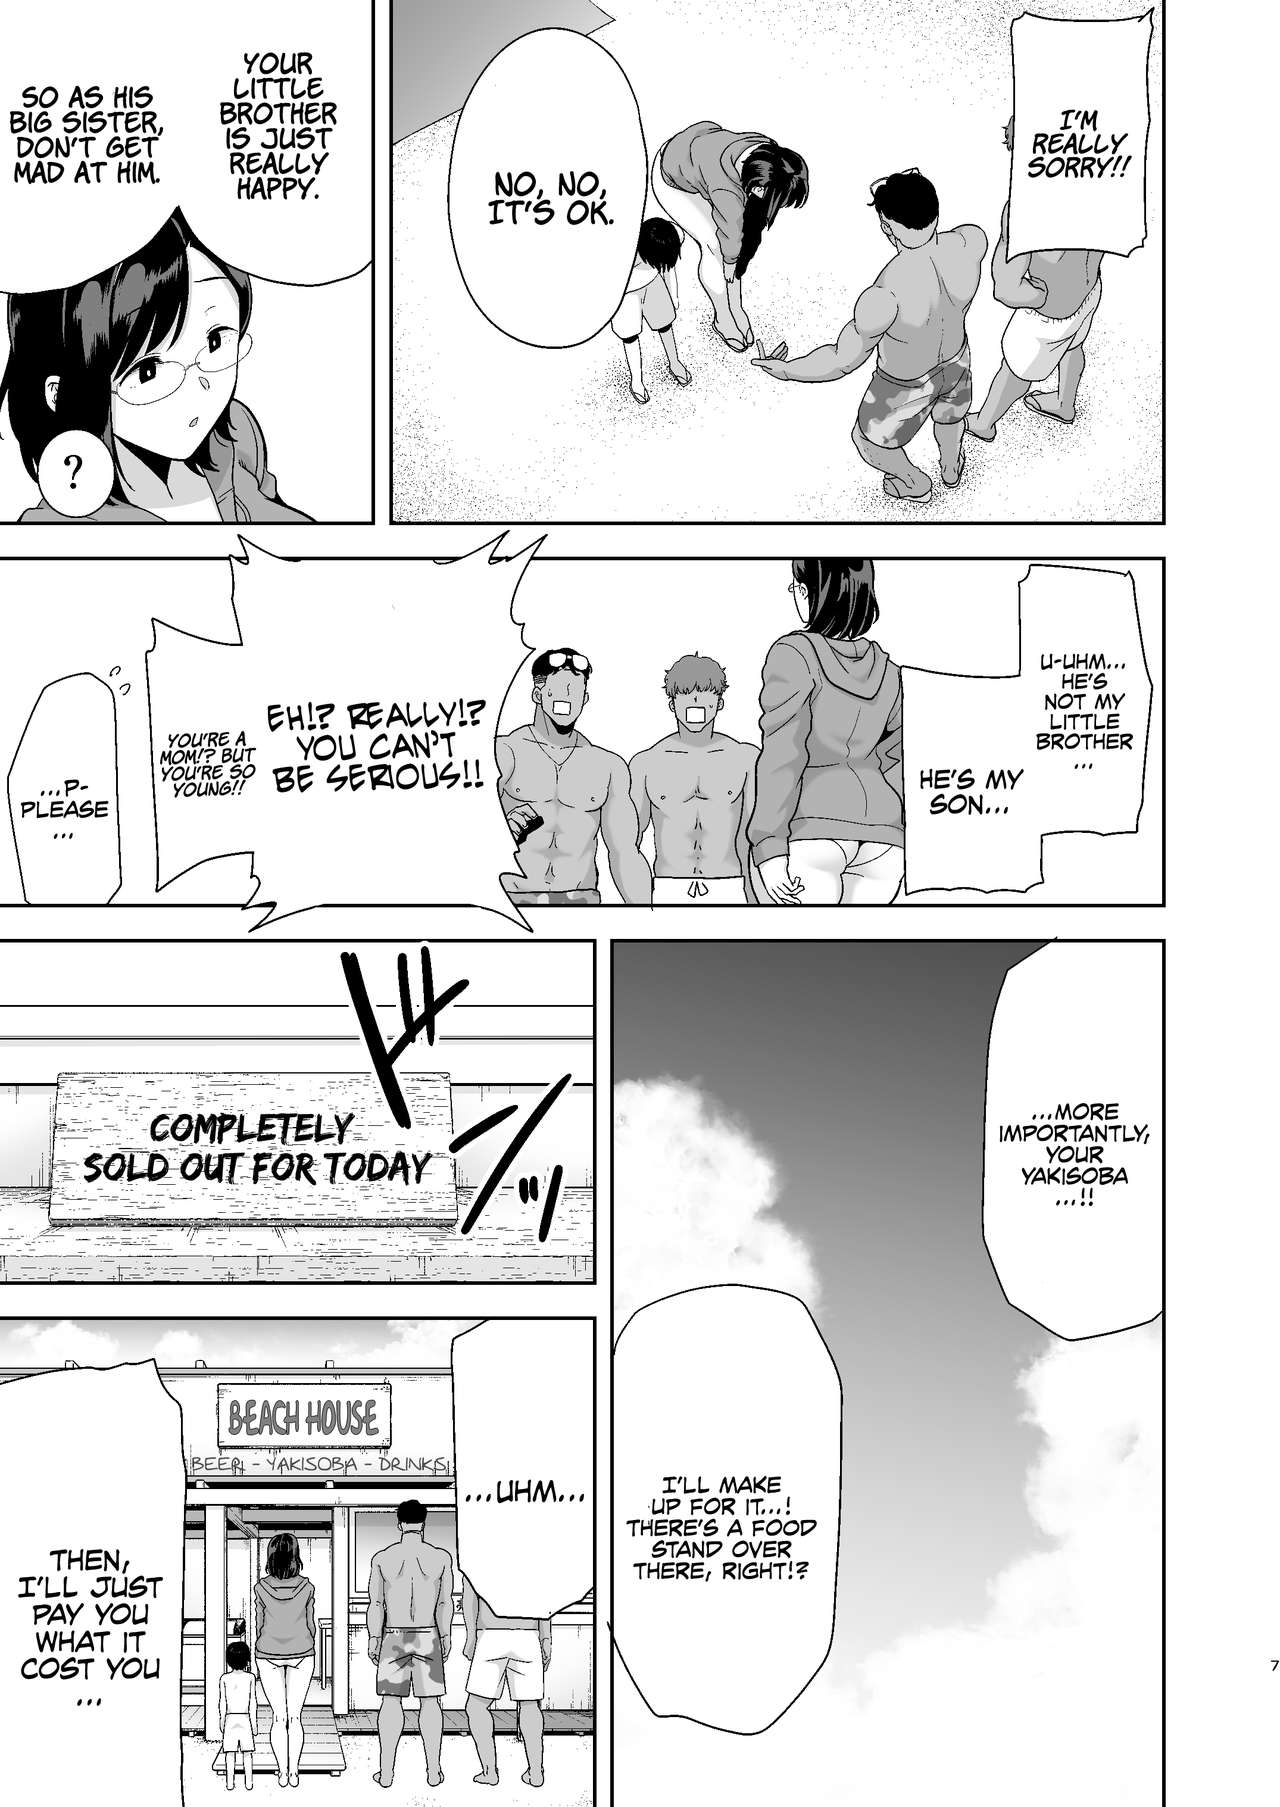 I'M
REALLY
SORRY!!
NO, NO,
IT'S OK.
YOUR
LITTLE
BROTHER
IS JUST
REALLY
HAPPY.
SO AS HIS
BIG SISTER,
DON'T GET
MAD AT HIM.
?
U-UHM...
HE'S
NOT MY
LITTLE
BROTHER
...
HE'S MY
SON...
EH!? REALLY!?
YOU CAN'T
BE SERIOUS!!
YOU'RE A
MOM!? BUT
YOU'RE SO
YOUNG!!
...P-
PLEASE
...
...MORE
IMPORTANTLY,
YOUR
YAKISOBA
...!!
I'LL MAKE
UP FOR IT...!
THERE'S A FOOD
STAND OVER
THERE, RIGHT!?
ドドン
COMPLETELY
SOLD OUT FOR TODAY
ッ
BEACH HOUSE
BEER - YAKISOBA - DRINKS
...UHM...
THEN,
I'LL JUST
PAY YOU
WHAT IT
COST YOU
...
7